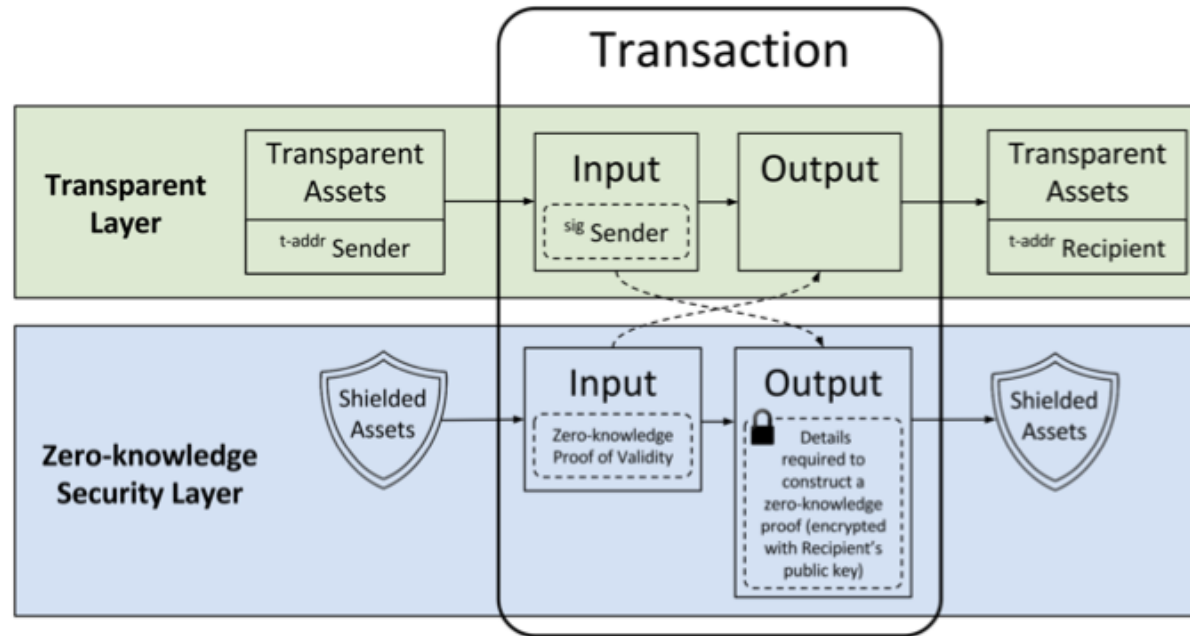 Transaction
Transparent
Layer
Transparent
Assets
t-addr Sender
Input
sig Sender
Output
Transparent
Assets
t-addr Recipient
Zero-knowledge
Security Layer
Shielded
Assets
Input
Zero-knowledge
Proof of Validity
Output
Details
required to
construct a
zero-knowledge
proof (encrypted
with Recipient's
public key)
Shielded
Assets